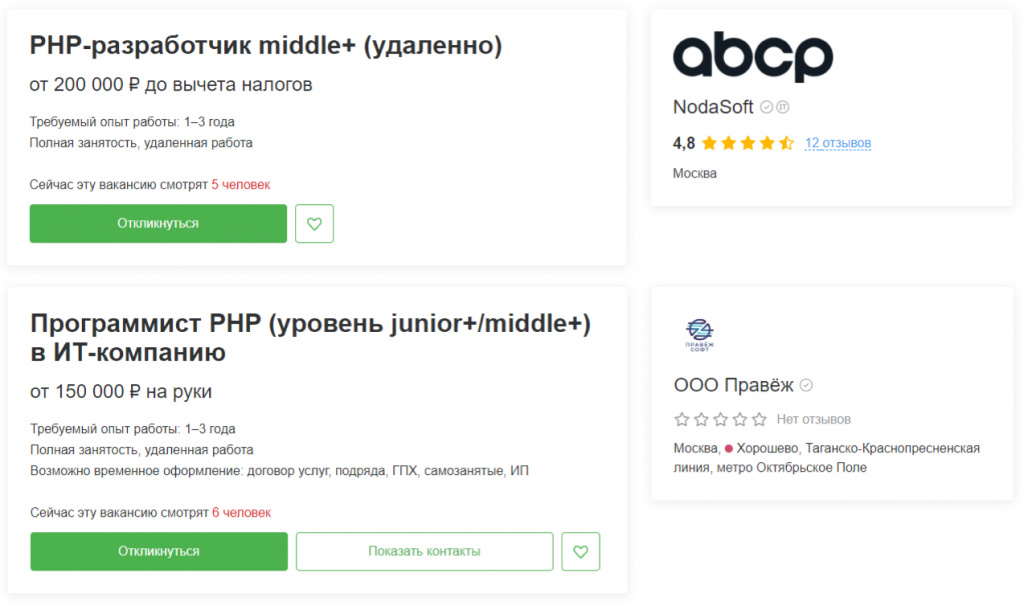 PHP-разработчик middle+ (удаленно)
от 200 000 ₽ до вычета налогов
Требуемый опыт работы: 1–3 года
Полная занятость, удаленная работа
Сейчас эту вакансию смотрят 5 человек
Откликнуться
abcp
NodaSoft
4,8 12 отзывов
Москва
Программист PHP (уровень junior+/middle+)
в ИТ-компанию
от 150 000 ₽ на руки
Требуемый опыт работы: 1–3 года
Полная занятость, удаленная работа
Возможно временное оформление: договор услуг, подряда, ГПХ, самозанятые, ИП
Сейчас эту вакансию смотрят 6 человек
Откликнуться Показать контакты
ПРАВЕЖ
СОФТ
ООО Правёж
Нет отзывов
Москва, Хорошево, Таганско-Краснопресненская
линия, метро Октябрьское Поле